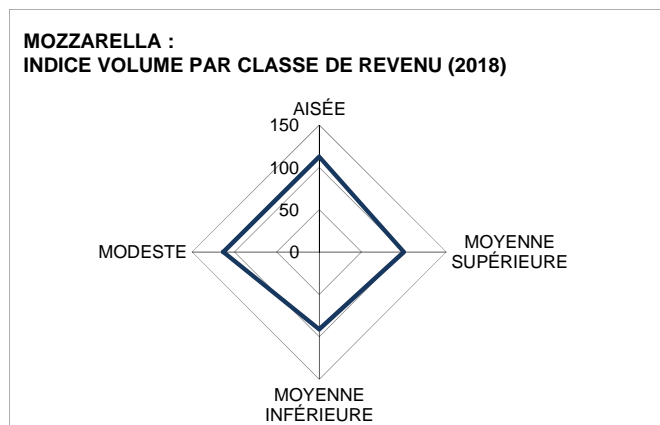 MOZZARELLA :
INDICE VOLUME PAR CLASSE DE REVENU (2018)
AISÉE
150
100
50
0
MODESTE
MOYENNE
SUPÉRIEURE
MOYENNE
INFÉRIEURE